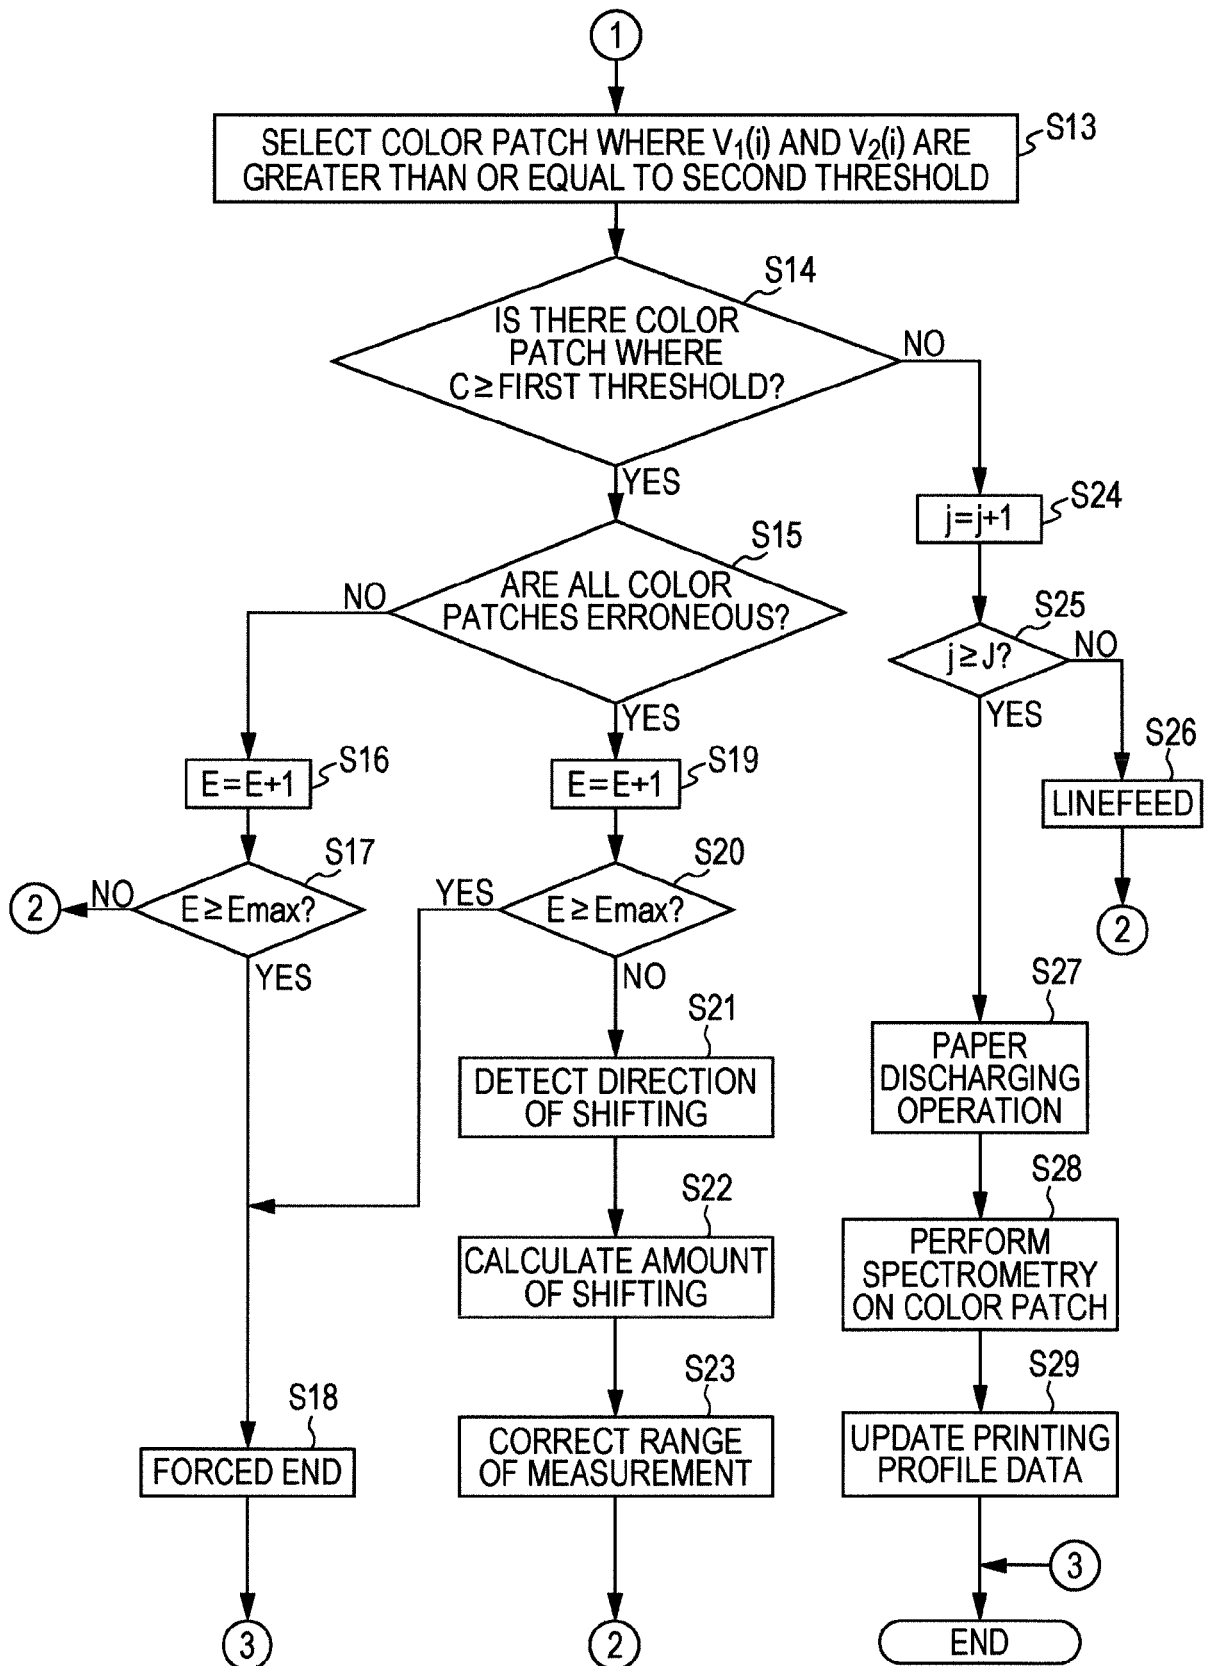 1
SELECT COLOR PATCH WHERE V₁(i) AND V₂(i) ARE
GREATER THAN OR EQUAL TO SECOND THRESHOLD
S13
S14
IS THERE COLOR
PATCH WHERE
C≥FIRST THRESHOLD?
NO
YES
S24
j=j+1
S15
ARE ALL COLOR
PATCHES ERRONEOUS?
NO
YES
S25
j≥J?
NO
YES
S16
E=E+1
S19
E=E+1
S26
LINEFEED
2
S17
E≥Emax?
NO
2
YES
S20
E≥Emax?
YES
NO
S21
DETECT DIRECTION
OF SHIFTING
S27
PAPER
DISCHARGING
OPERATION
S22
CALCULATE AMOUNT
OF SHIFTING
S28
PERFORM
SPECTROMETRY
ON COLOR PATCH
S18
FORCED END
S23
CORRECT RANGE
OF MEASUREMENT
S29
UPDATE PRINTING
PROFILE DATA
3
3
2
END